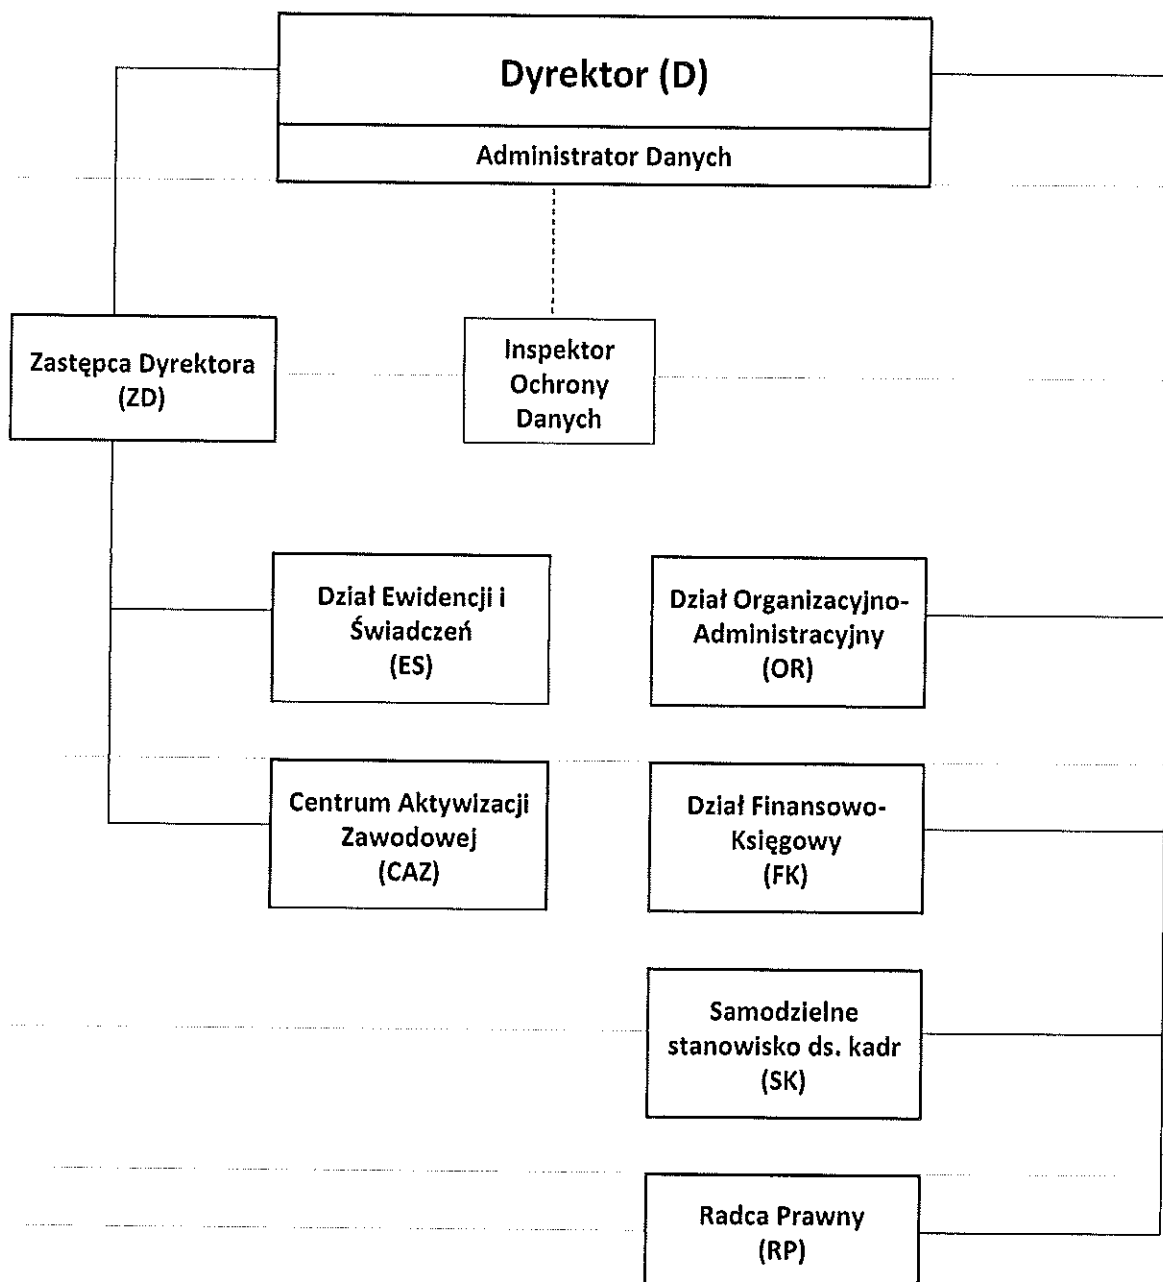 Dyrektor (D)
Administrator Danych
Zastępca Dyrektora
(ZD)
Inspektor
Ochrony
Danych
Dział Ewidencji i
Świadczeń
(ES)
Dział Organizacyjno-
Administracyjny
(OR)
Centrum Aktywizacji
Zawodowej
(CAZ)
Dział Finansowo-
Księgowy
(FK)
Samodzielne
stanowisko ds. kadr
(SK)
Radca Prawny
(RP)